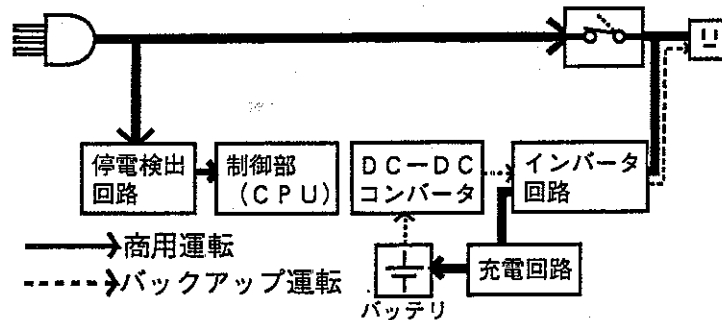 停電検出
回路
制御部
(CPU)
DC－DC
コンバータ
インバータ
回路
商用運転
充電回路
バックアップ運転
バッテリ